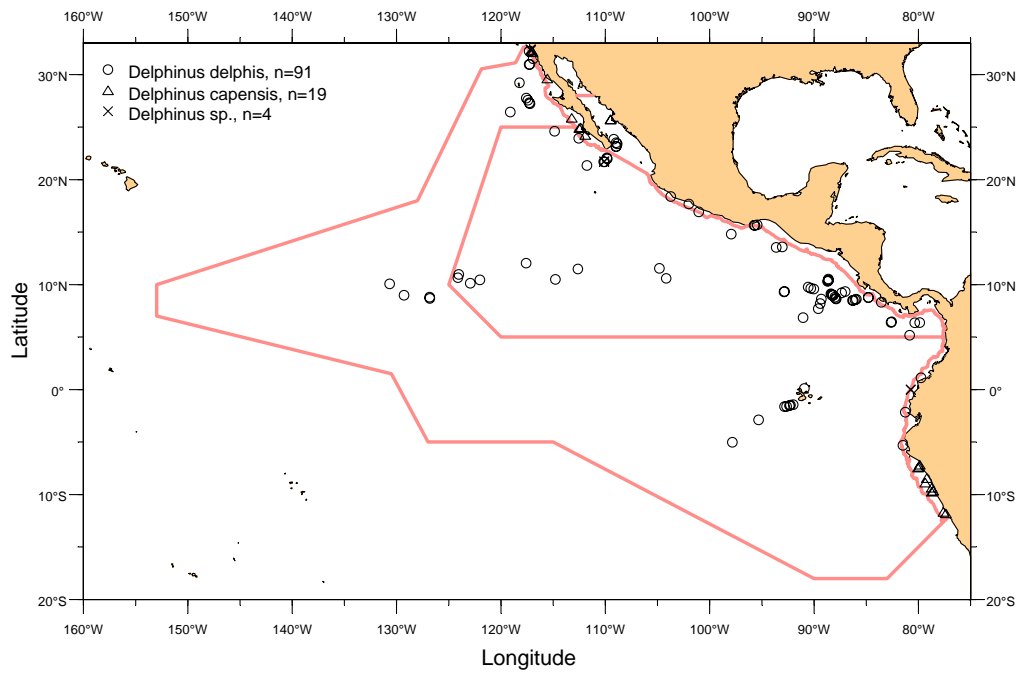 160°W 150°W 140°W 130°W 120°W 110°W 100°W 90°W 80°W
30°N 30°N
Delphinus delphis, n=91
Delphinus capensis, n=19
Delphinus sp., n=4
20°N 20°N
10°N 10°N
Latitude
0° 0°
10°S 10°S
20°S 20°S
160°W 150°W 140°W 130°W 120°W 110°W 100°W 90°W 80°W
Longitude